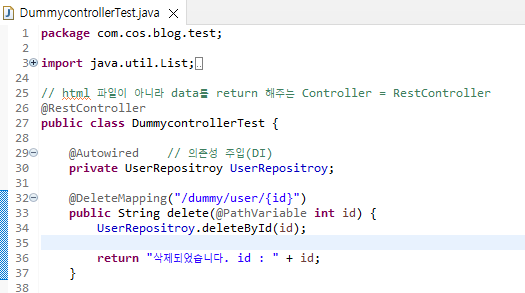 DummycontrollerTest.java
1 package com.cos.blog.test;
2
3 import java.util.List;
24
25 // html 파일이 아니라 data를 return 해주는 Controller = RestController
26 @RestController
27 public class DummycontrollerTest {
28
29 @Autowired // 의존성 주입(DI)
30 private UserRepositroy UserRepositroy;
31
32 @DeleteMapping("/dummy/user/{id}")
33 public String delete(@PathVariable int id) {
34 UserRepositroy.deleteById(id);
35
36 return "삭제되었습니다. id : " + id;
37 }
38